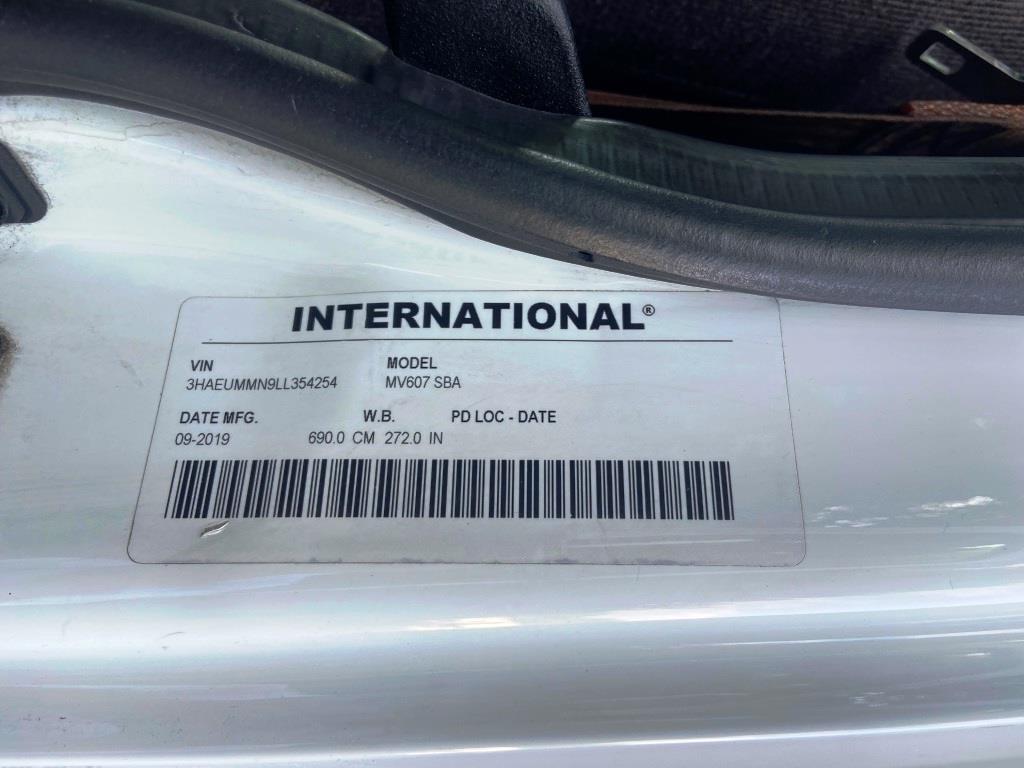 INTERNATIONAL®
VIN MODEL
3HAEUMMN9LL354254 MV607 SBA
DATE MFG. W.B. PD LOC - DATE
09-2019 690.0 CM 272.0 IN